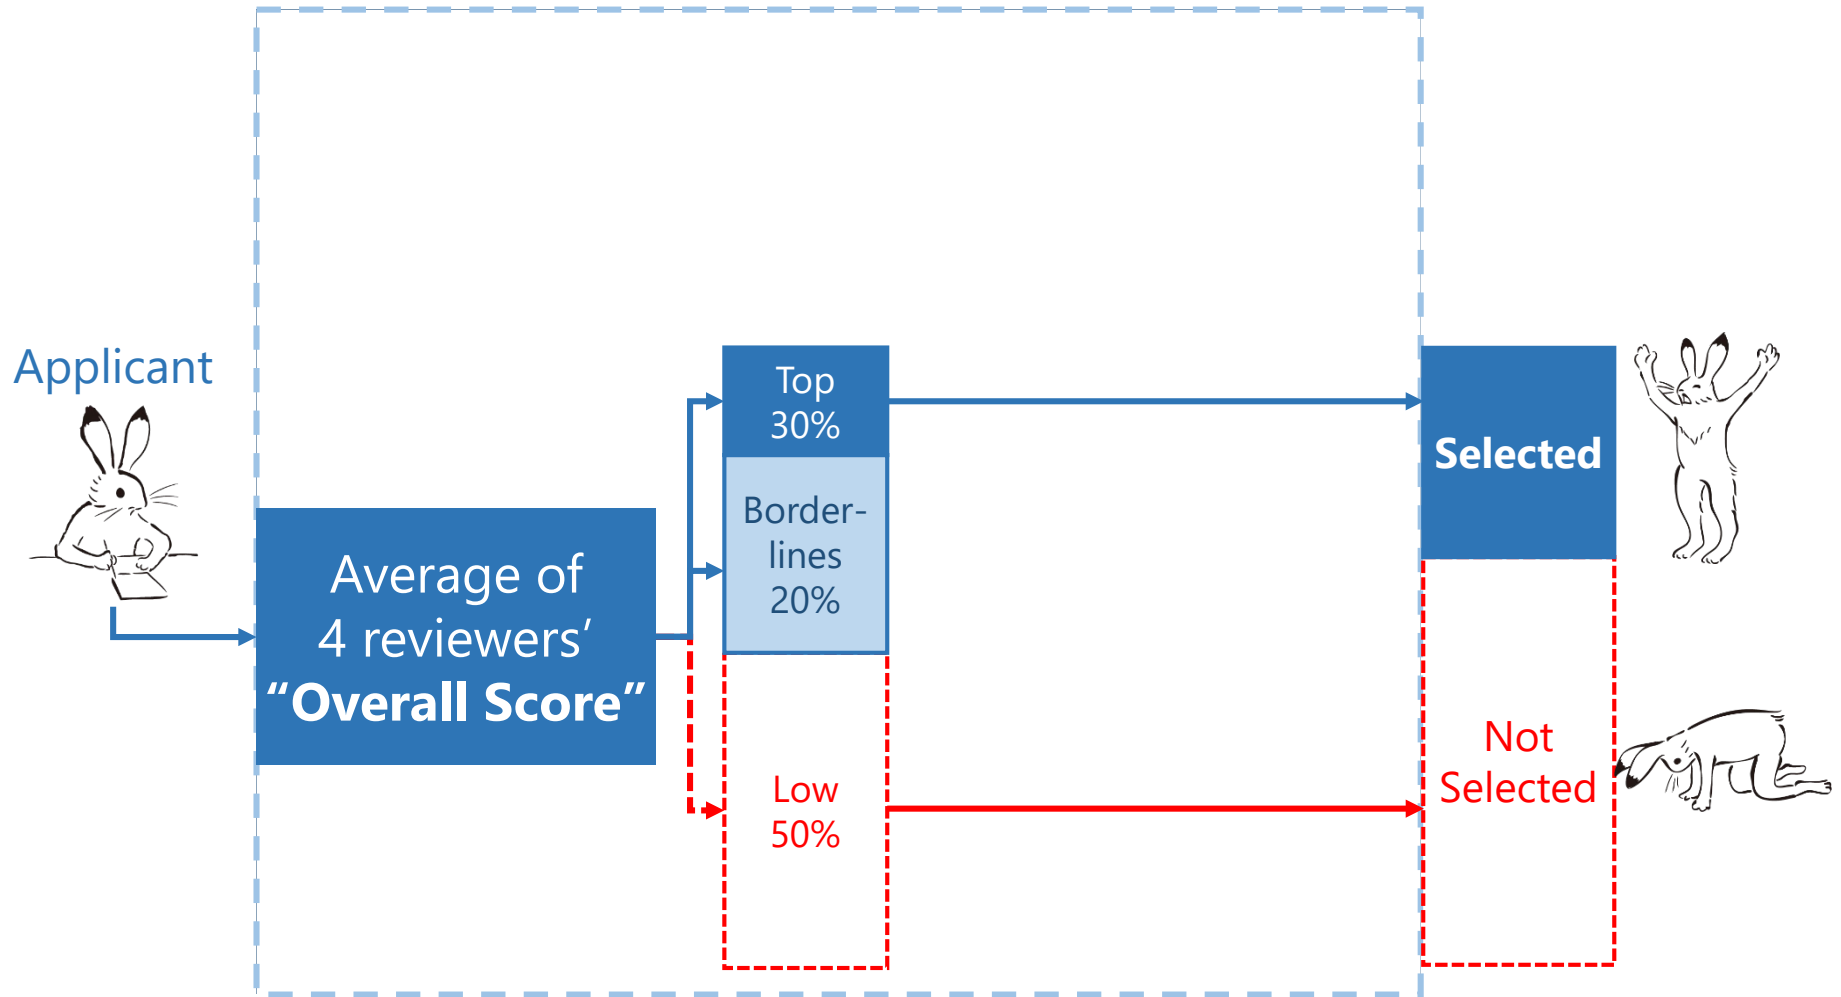 Applicant
Average of
4 reviewers‘
“Overall Score”
Top
30%
Border-
lines
20%
Low
50%
Selected
Not
Selected